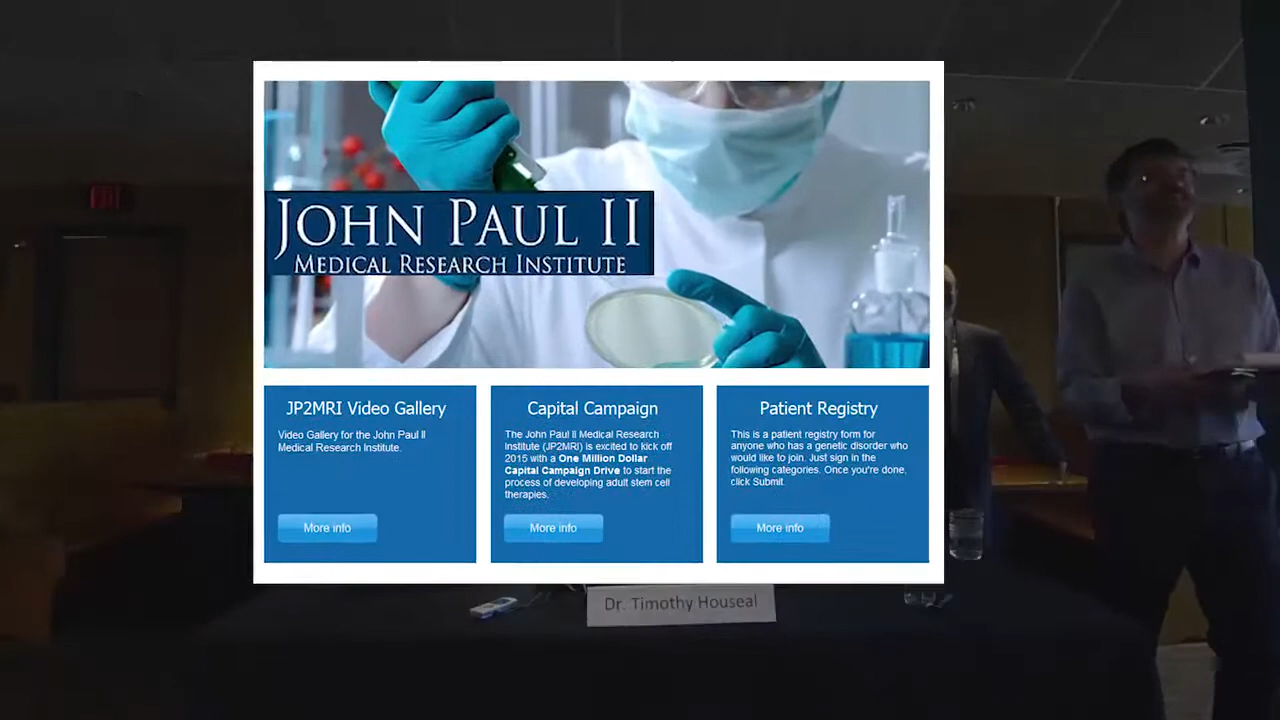 JOHN PAUL II
MEDICAL RESEARCH INSTITUTE
JP2MRI Video Gallery
Video Gallery for the John Paul II
Medical Research Institute.
More info
Capital Campaign
The John Paul II Medical Research
Institute (JP2MRI) is excited to kick off
2015 with a One Million Dollar
Capital Campaign Drive to start the
process of developing adult stem cell
therapies.
More info
Patient Registry
This is a patient registry form for
anyone who has a genetic disorder who
would like to join. Just sign in the
following categories. Once you're done,
click Submit.
More info
EXIT
Dr. Timothy Houseal